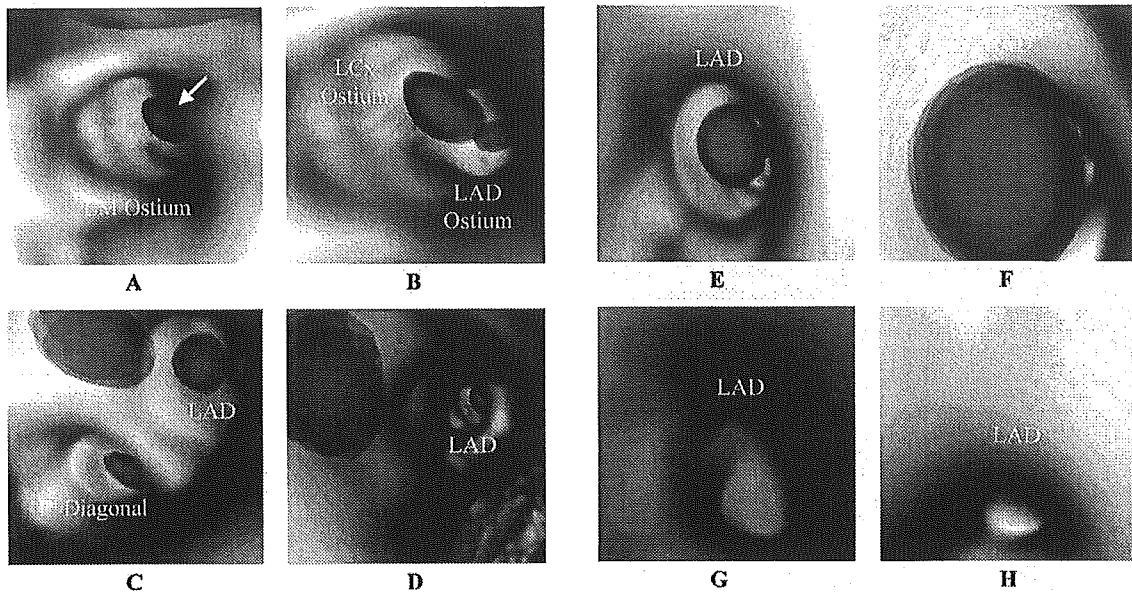 LM Ostium
A
LCx
Ostium
LAD
Ostium
B
LAD
E
F
LAD
Diagonal
C
LAD
D
LAD
G
LAD
H